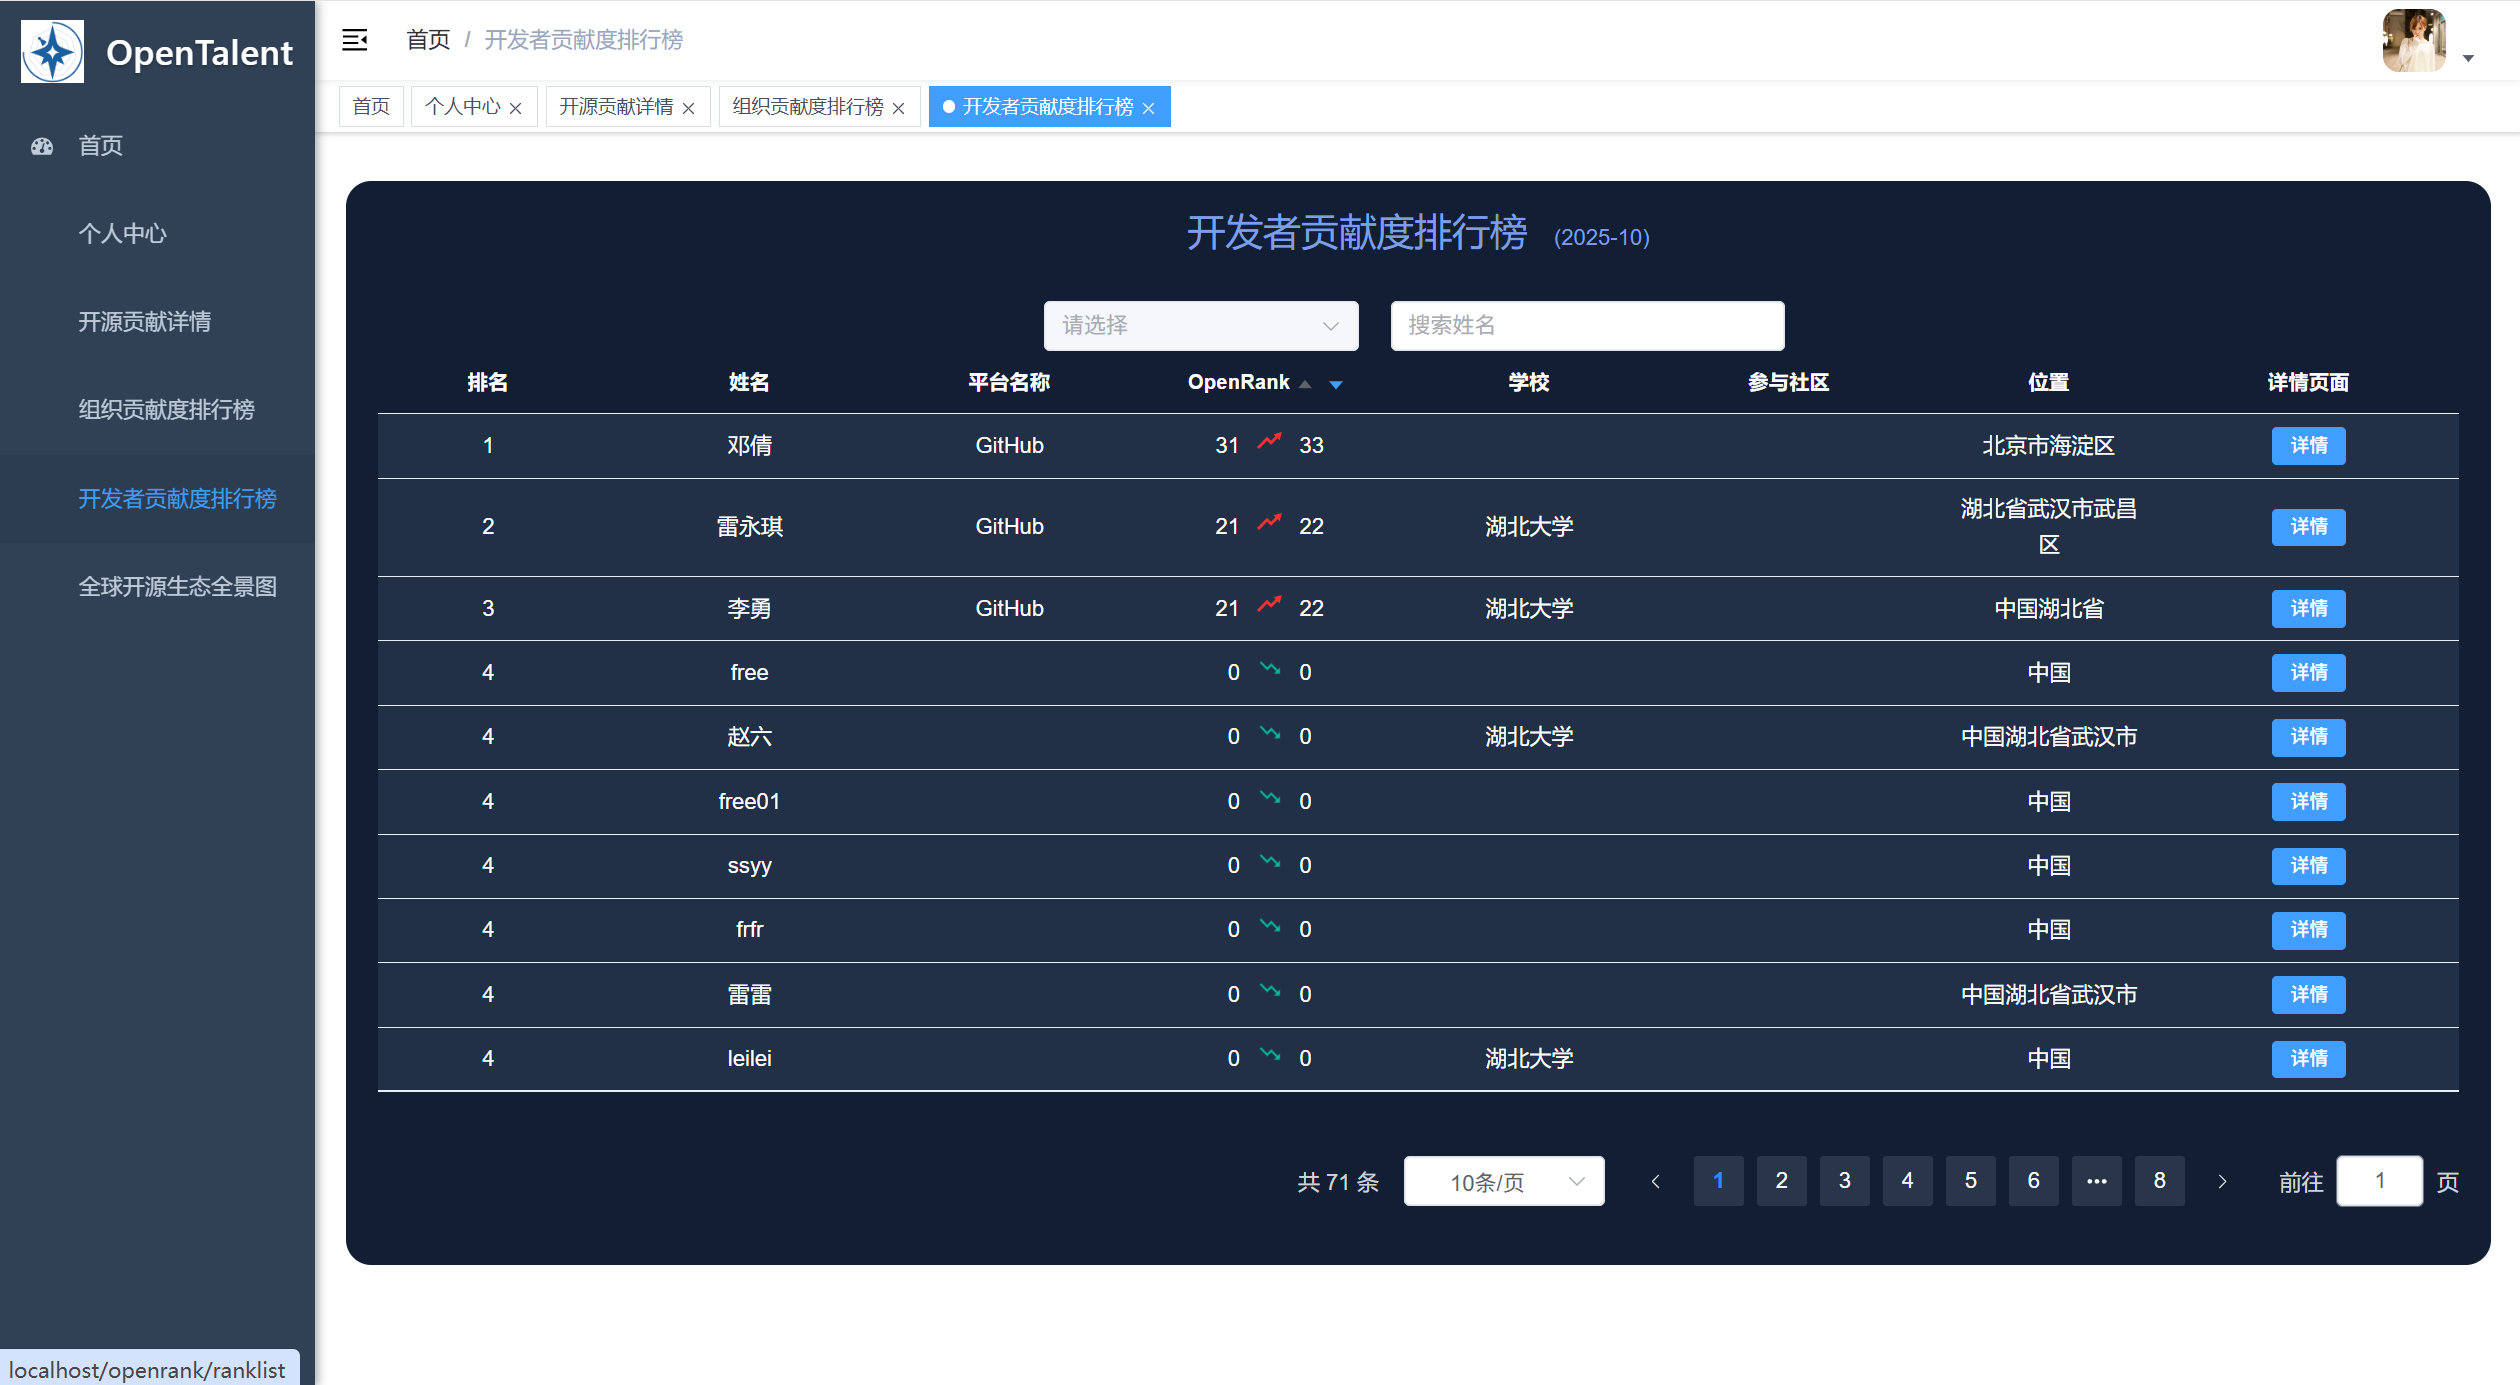 OpenTalent
首页
个人中心
开源贡献详情
组织贡献度排行榜
开发者贡献度排行榜
全球开源生态全景图
首页 / 开发者贡献度排行榜
首页 个人中心 开源贡献详情 组织贡献度排行榜 开发者贡献度排行榜
开发者贡献度排行榜 (2025-10)
请选择 搜索姓名
排名 姓名 平台名称 OpenRank 学校 参与社区 位置 详情页面
1 邓倩 GitHub 31 33 北京市海淀区 详情
2 雷永琪 GitHub 21 22 湖北大学 湖北省武汉市武昌
区 详情
3 李勇 GitHub 21 22 湖北大学 中国湖北省 详情
4 free 0 0 中国 详情
4 赵六 0 0 湖北大学 中国湖北省武汉市 详情
4 free01 0 0 中国 详情
4 ssyy 0 0 中国 详情
4 frfr 0 0 中国 详情
4 雷雷 0 0 中国湖北省武汉市 详情
4 leilei 0 0 湖北大学 中国 详情
共 71 条 10条/页 1 2 3 4 5 6 ••• 8 前往 1 页
localhost/openrank/ranklist